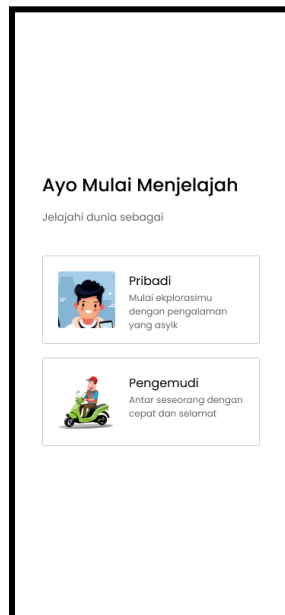 Ayo Mulai Menjelajah
Jelajahi dunia sebagai
Pribadi
Mulai ekplorasimu
dengan pengalaman
yang asyik
Pengemudi
Antar seseorang dengan
cepat dan selamat